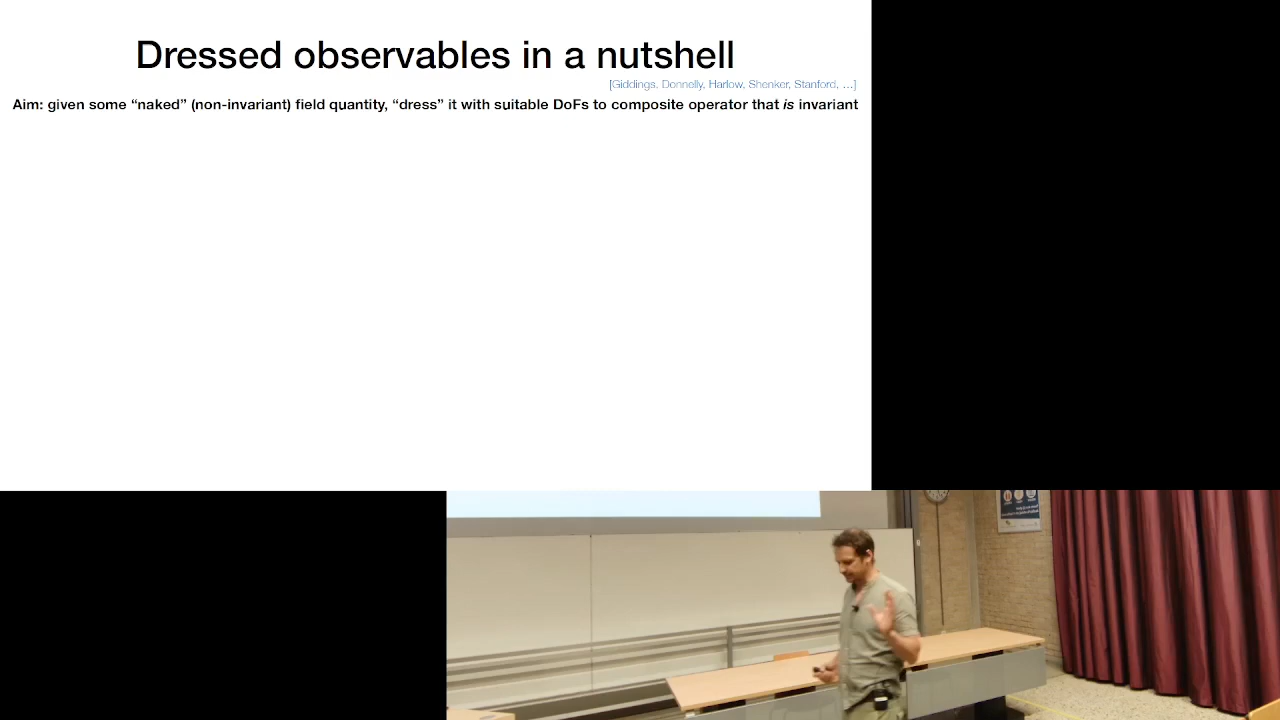 Dressed observables in a nutshell
[Giddings. Donnelly, Harlow, Shenker, Stanford, ...]
Aim: given some “naked” (non-invariant) field quantity, “dress” it with suitable DoFs to composite operator that is invariant